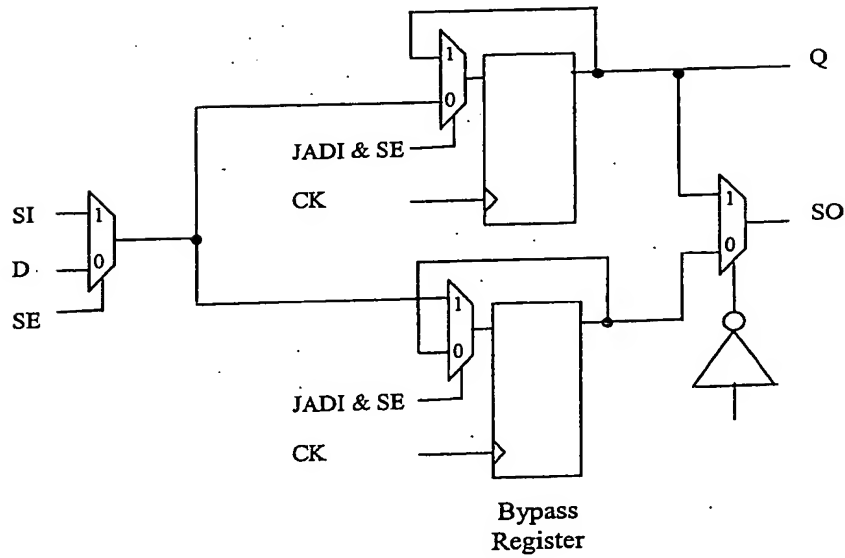 1
Q
0
JADI & SE
CK
SI
1
1
SO
D
0
0
SE
1
0
JADI & SE
CK
Bypass
Register